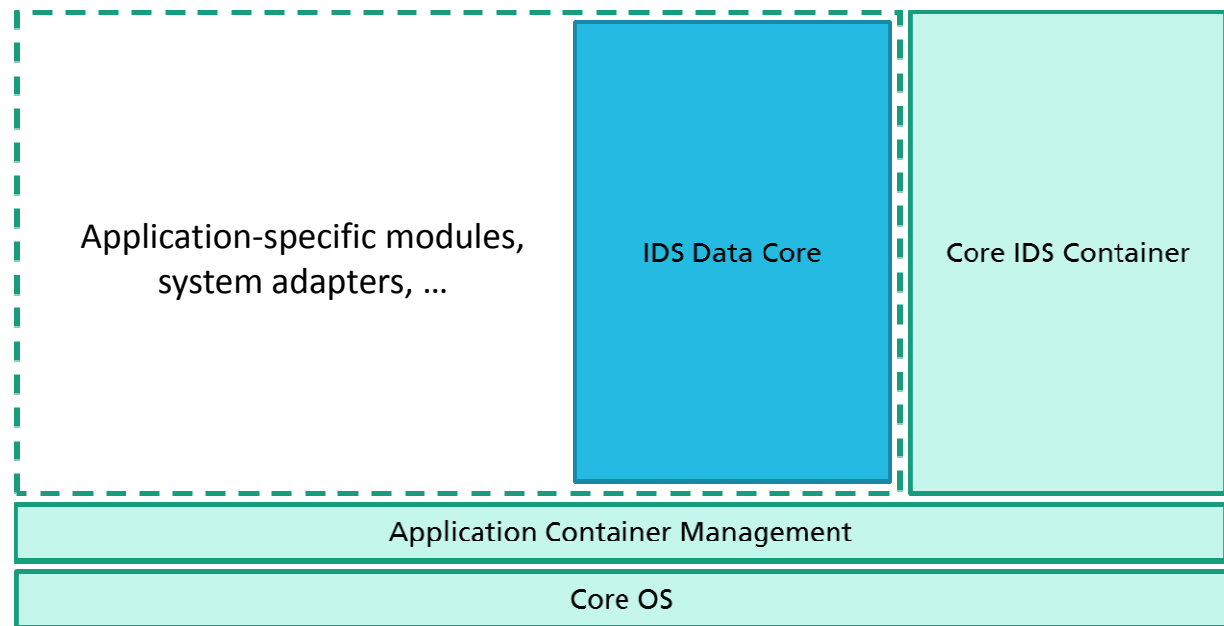 Application-specific modules,
system adapters, …
IDS Data Core
Core IDS Container
Application Container Management
Core OS